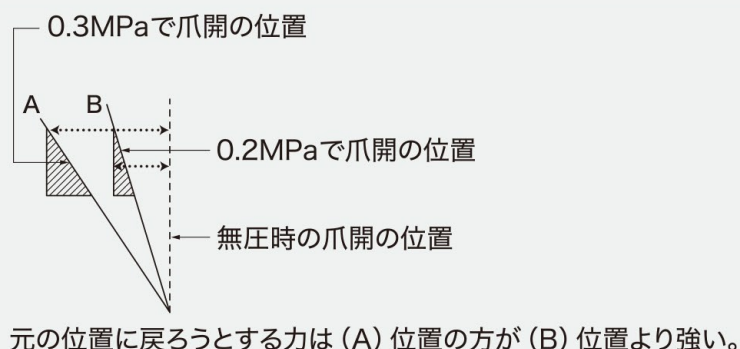 0.3MPaで爪開の位置
A
B
0.2MPaで爪開の位置
無圧時の爪開の位置
元の位置に戻ろうとする力は（A）位置の方が（B）位置より強い。